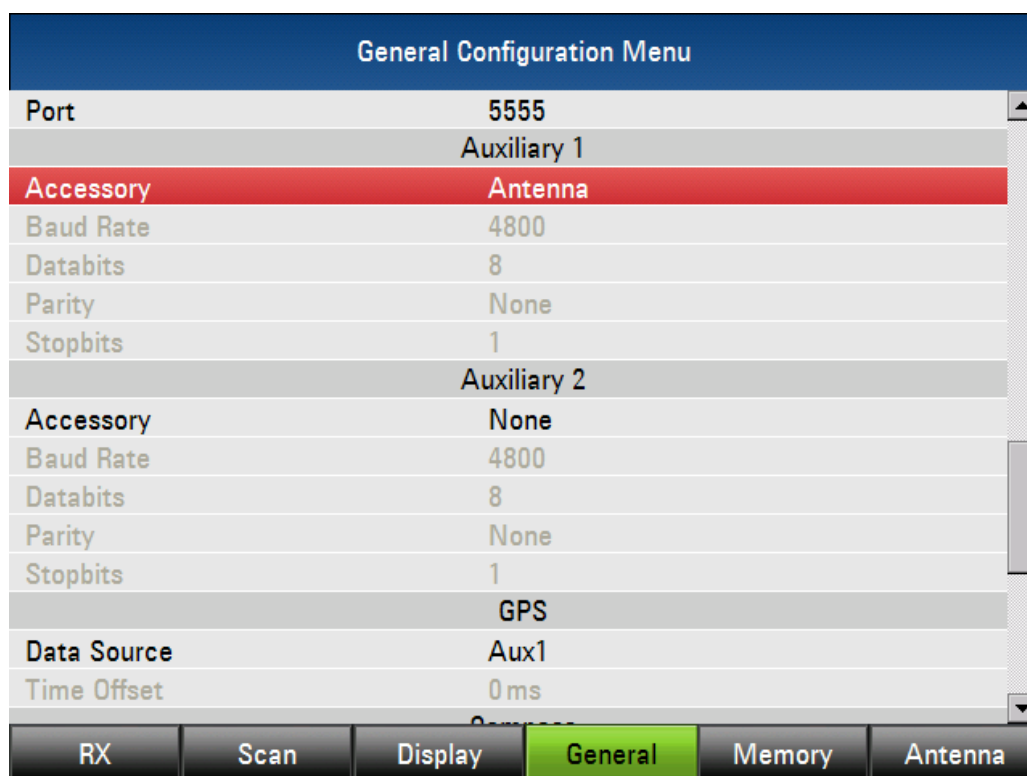 General Configuration Menu
Port 5555
Auxiliary 1
Accessory Antenna
Baud Rate 4800
Databits 8
Parity None
Stopbits 1
Auxiliary 2
Accessory None
Baud Rate 4800
Databits 8
Parity None
Stopbits 1
GPS
Data Source Aux1
Time Offset 0 ms
RX Scan Display General Memory Antenna